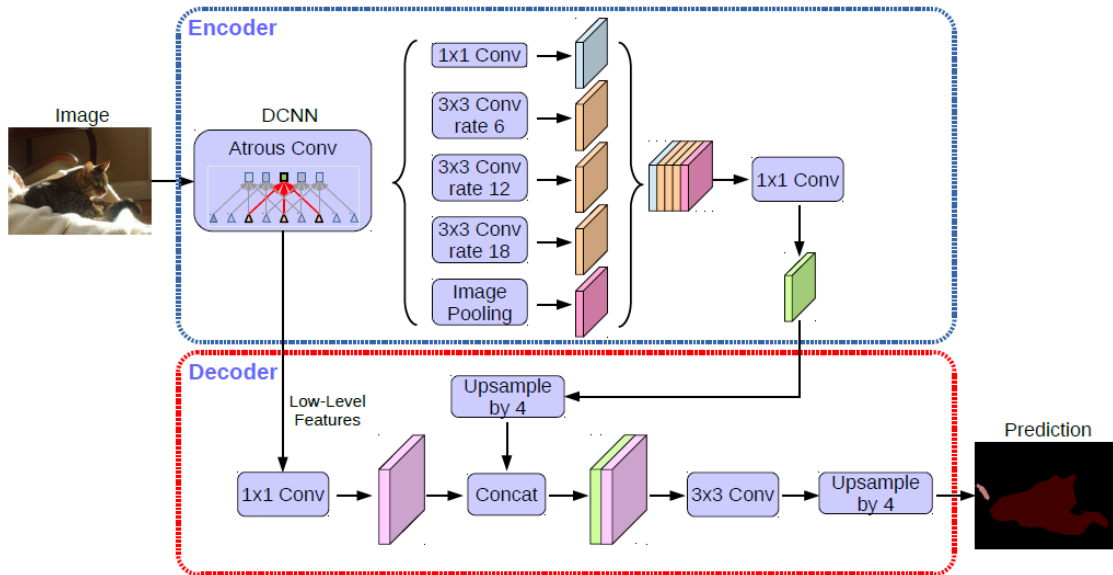 Encoder
Image
DCNN
Atrous Conv
1x1 Conv
3x3 Conv
rate 6
3x3 Conv
rate 12
3x3 Conv
rate 18
Image
Pooling
1x1 Conv
Decoder
Low-Level
Features
Upsample
by 4
1x1 Conv
Concat
3x3 Conv
Upsample
by 4
Prediction